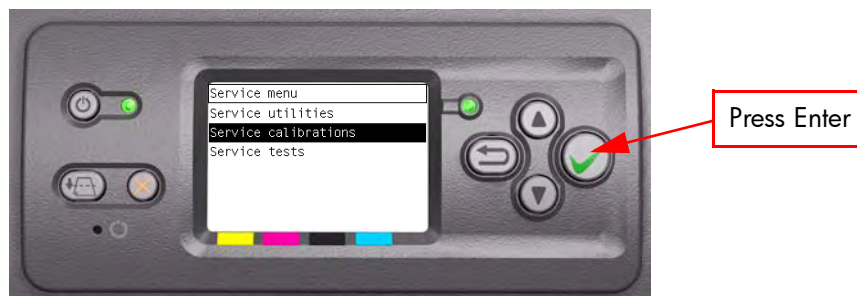 Service menu
Service utilities
Service calibrations
Service tests
Press Enter